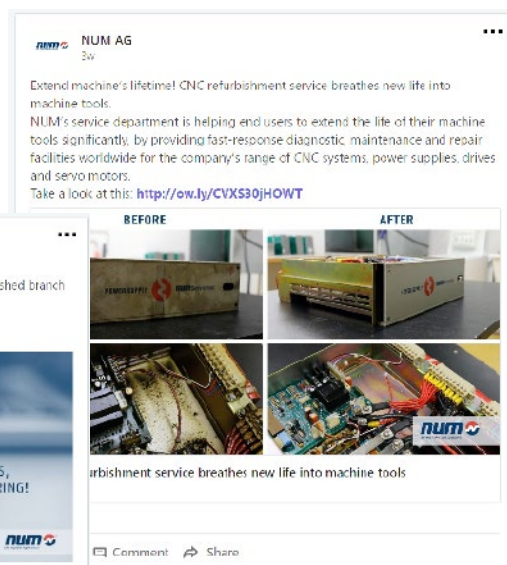 num
NUM AG
3w
Extend machine's lifetime! CNC refurbishment service breathes new life into
machine tools.
NUM's service department is helping end users to extend the life of their machine
tools significantly, by providing fast-response diagnostic, maintenance and repair
facilities worldwide for the company's range of CNC systems, power supplies, drives
and servo motors.
Take a look at this: http://ow.ly/CVXS30jHOWT
BEFORE AFTER
shed branch
POWERSUPPLY
num
urbishment service breathes new life into machine tools
S,
RING!
num
Comment Share